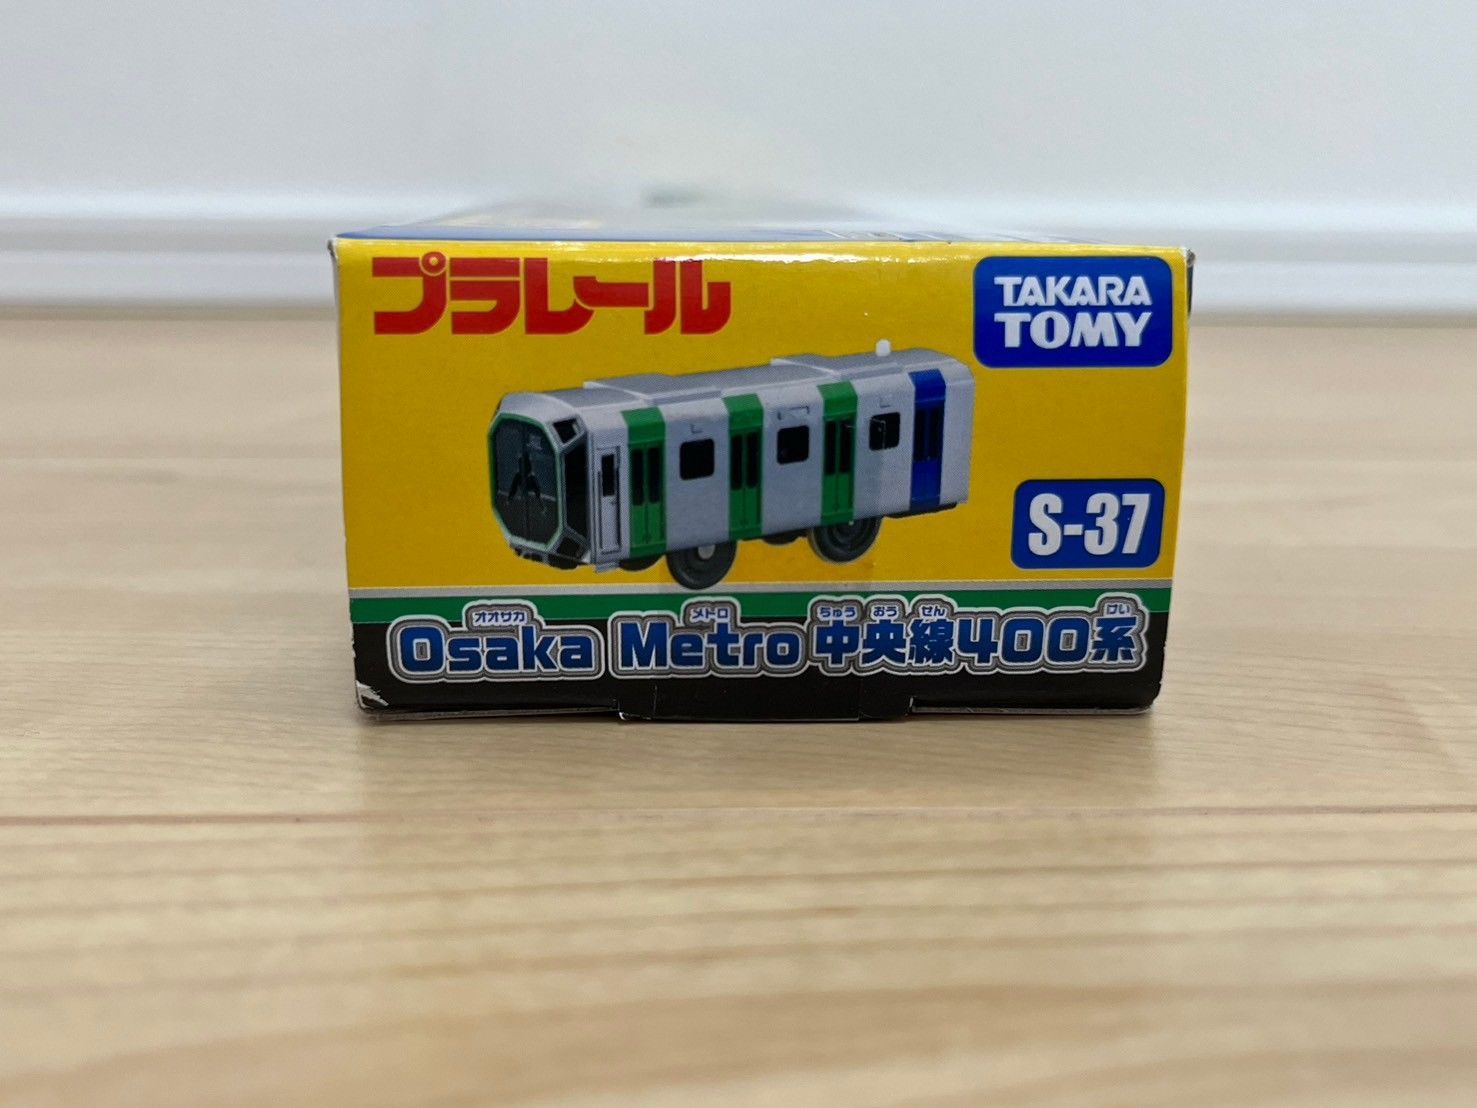 プラレール
TAKARA
TOMY
S-37
オオサカ メトロ ちゅう おう せん けい
Osaka Metro 中央線400系